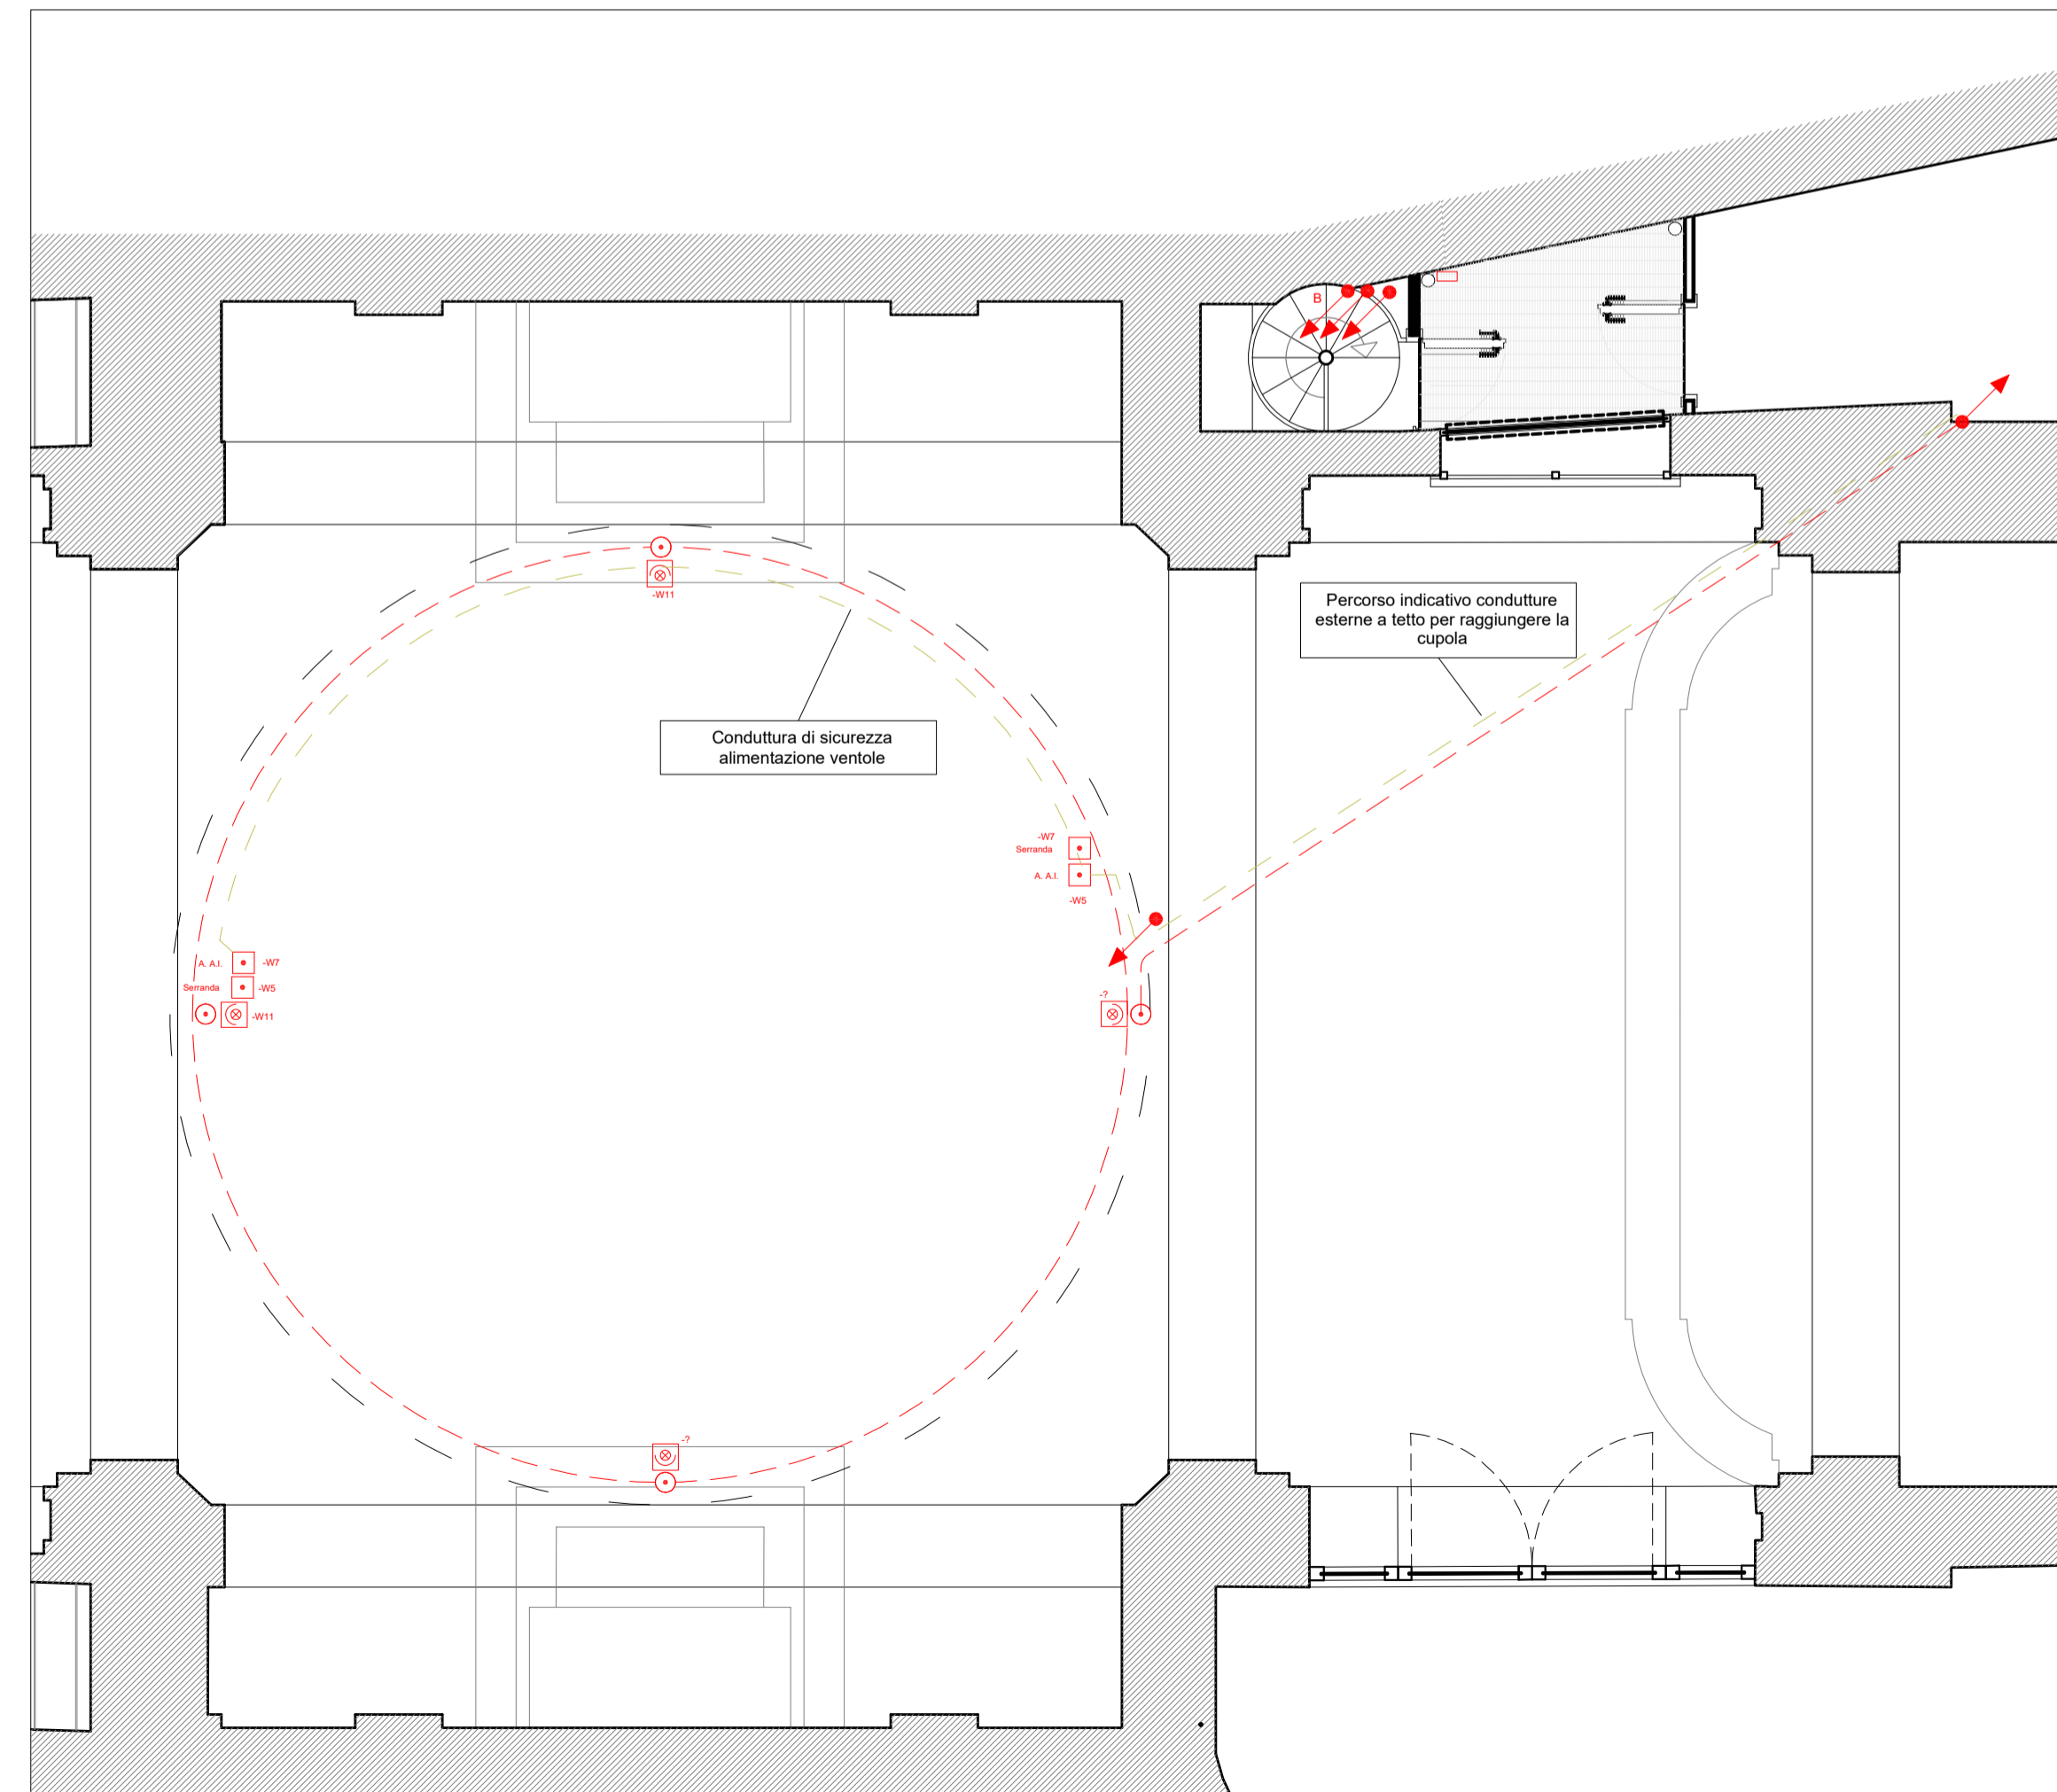 B
-W11
Percorso indicativo condutture
esterne a tetto per raggiungere la
cupola
Conduttura di sicurezza
alimentazione ventole
-W7
Serranda
A. A.I.
-W5
A. A.I.
-W7
Serranda
-W5
-W11
-?
-?